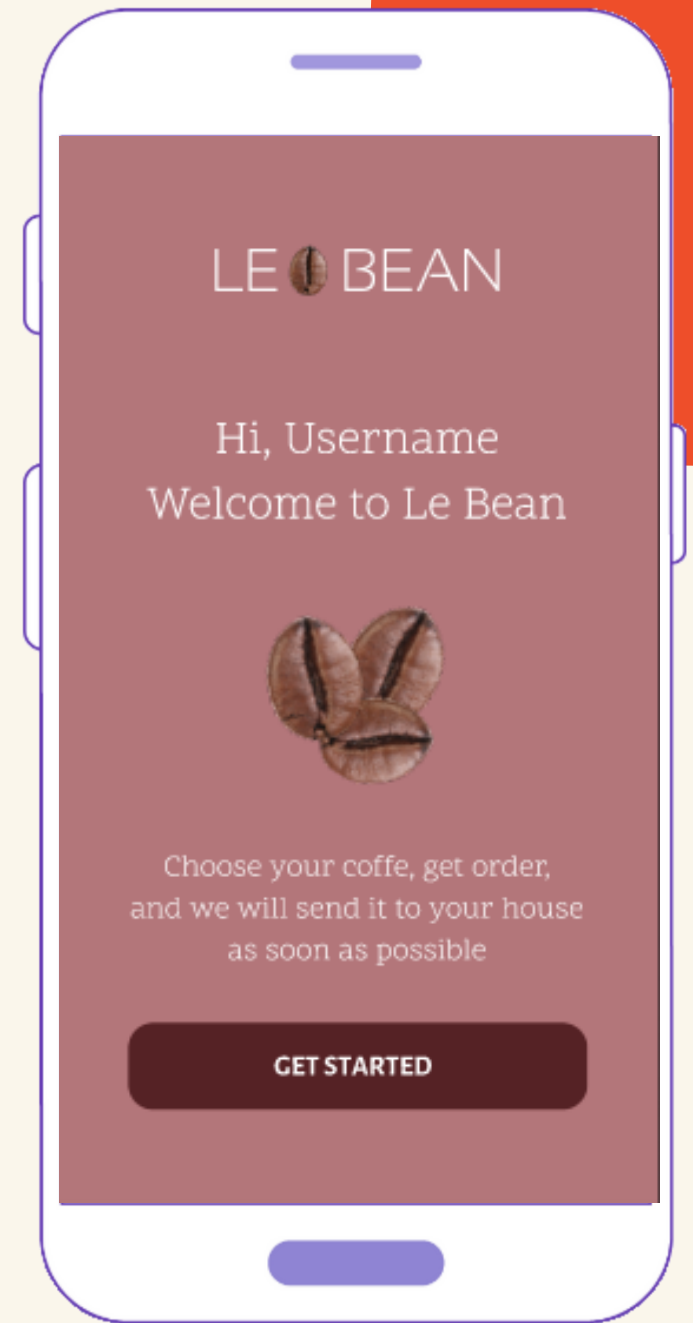 LE BEAN
Hi, Username
Welcome to Le Bean
Choose your coffe, get order,
and we will send it to your house
as soon as possible
GET STARTED